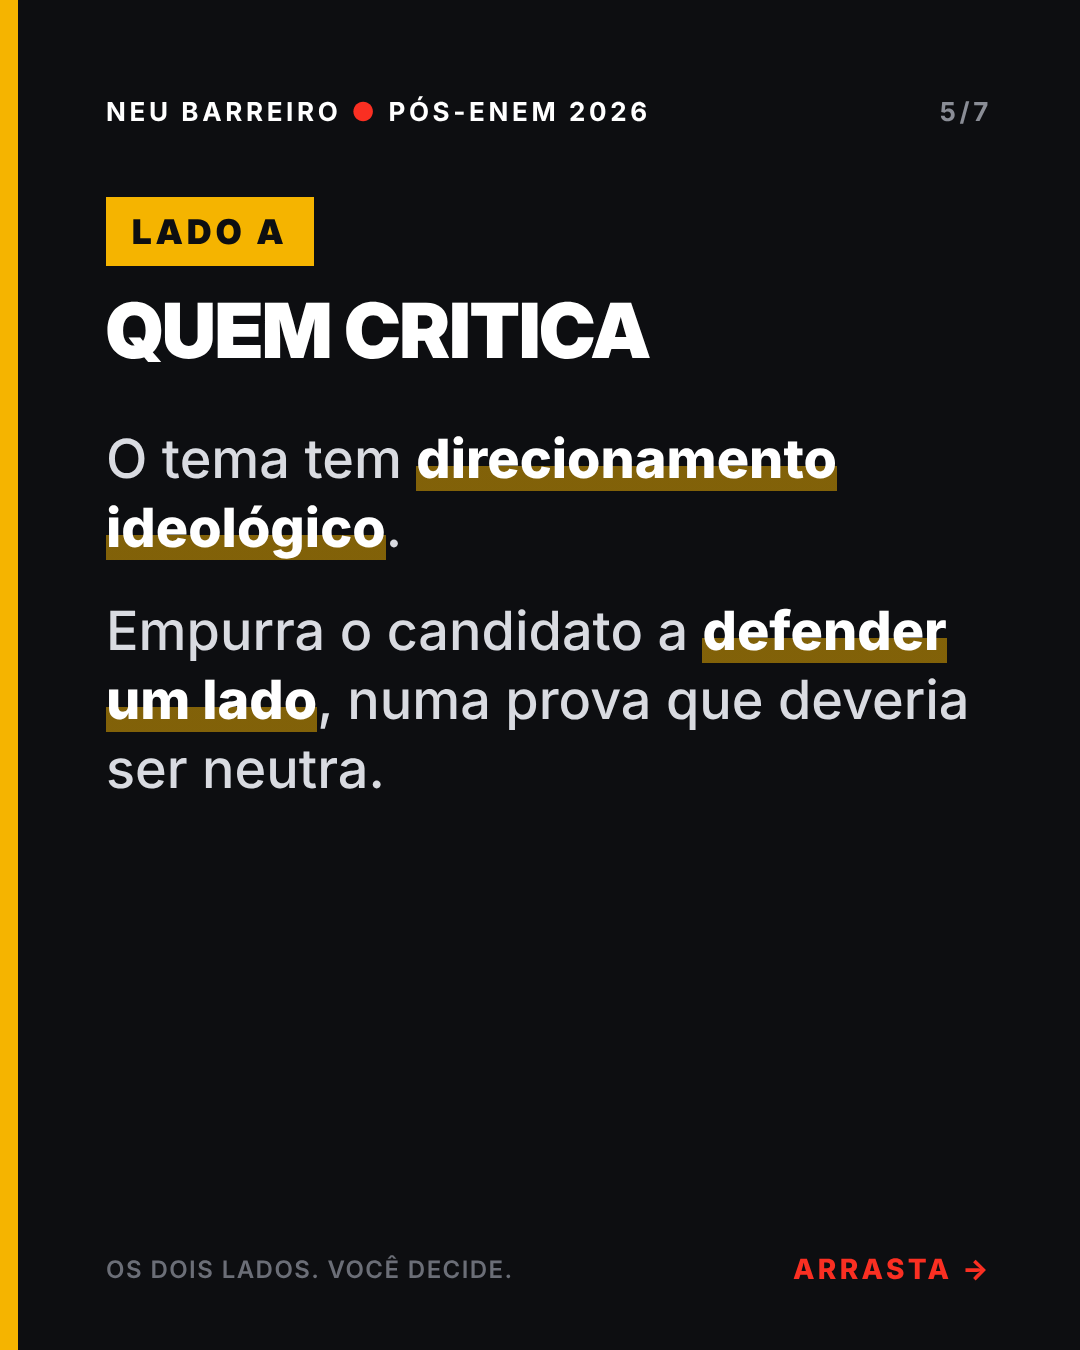 NEU BARREIRO ● PÓS-ENEM 2026
5/7
LADO A
QUEM CRITICA
O tema tem direcionamento
ideológico.
Empurra o candidato a defender
um lado, numa prova que deveria
ser neutra.
OS DOIS LADOS. VOCÊ DECIDE.
ARRASTA →